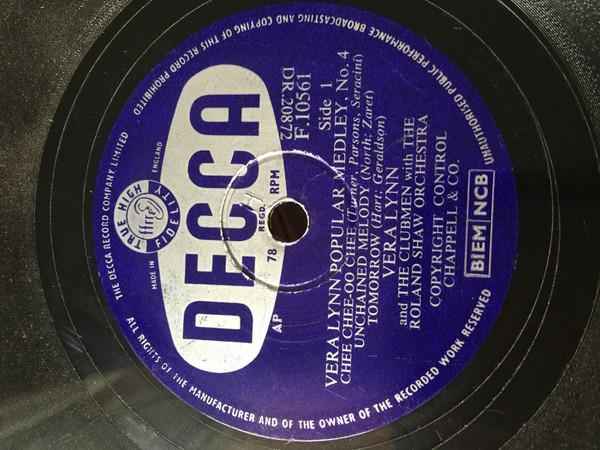 THE DECCA RECORD COMPANY LIMITED
UNAUTHORISED PUBLIC PERFORMANCE BROADCASTING AND COPYING OF THIS RECORD PROHIBITED
ALL RIGHTS OF THE MANUFACTURER AND OF THE OWNER OF THE RECORDED WORK RESERVED
TRUE HIGH FIDELITY
ffrr
MADE IN ENGLAND
DECCA
REGD.
AP
78 RPM
DR.20872
F.10561
Side 1
VERA LYNN POPULAR MEDLEY, No. 4
CHEE CHEE-OO CHEE (Turner, Parsons, Seracini)
UNCHAINED MELODY (North; Zaret)
TOMORROW (Hart, Geraldson)
VERA LYNN
and THE CLUBMEN with THE
ROLAND SHAW ORCHESTRA
COPYRIGHT CONTROL
CHAPPELL & CO.
BIEM NCB